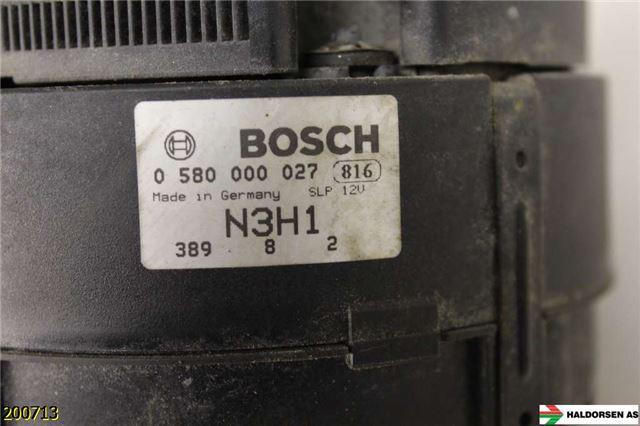 BOSCH
0 580 000 027 816
Made in Germany SLP 12V
N3H1
389 8 2
200713
HALDORSEN AS